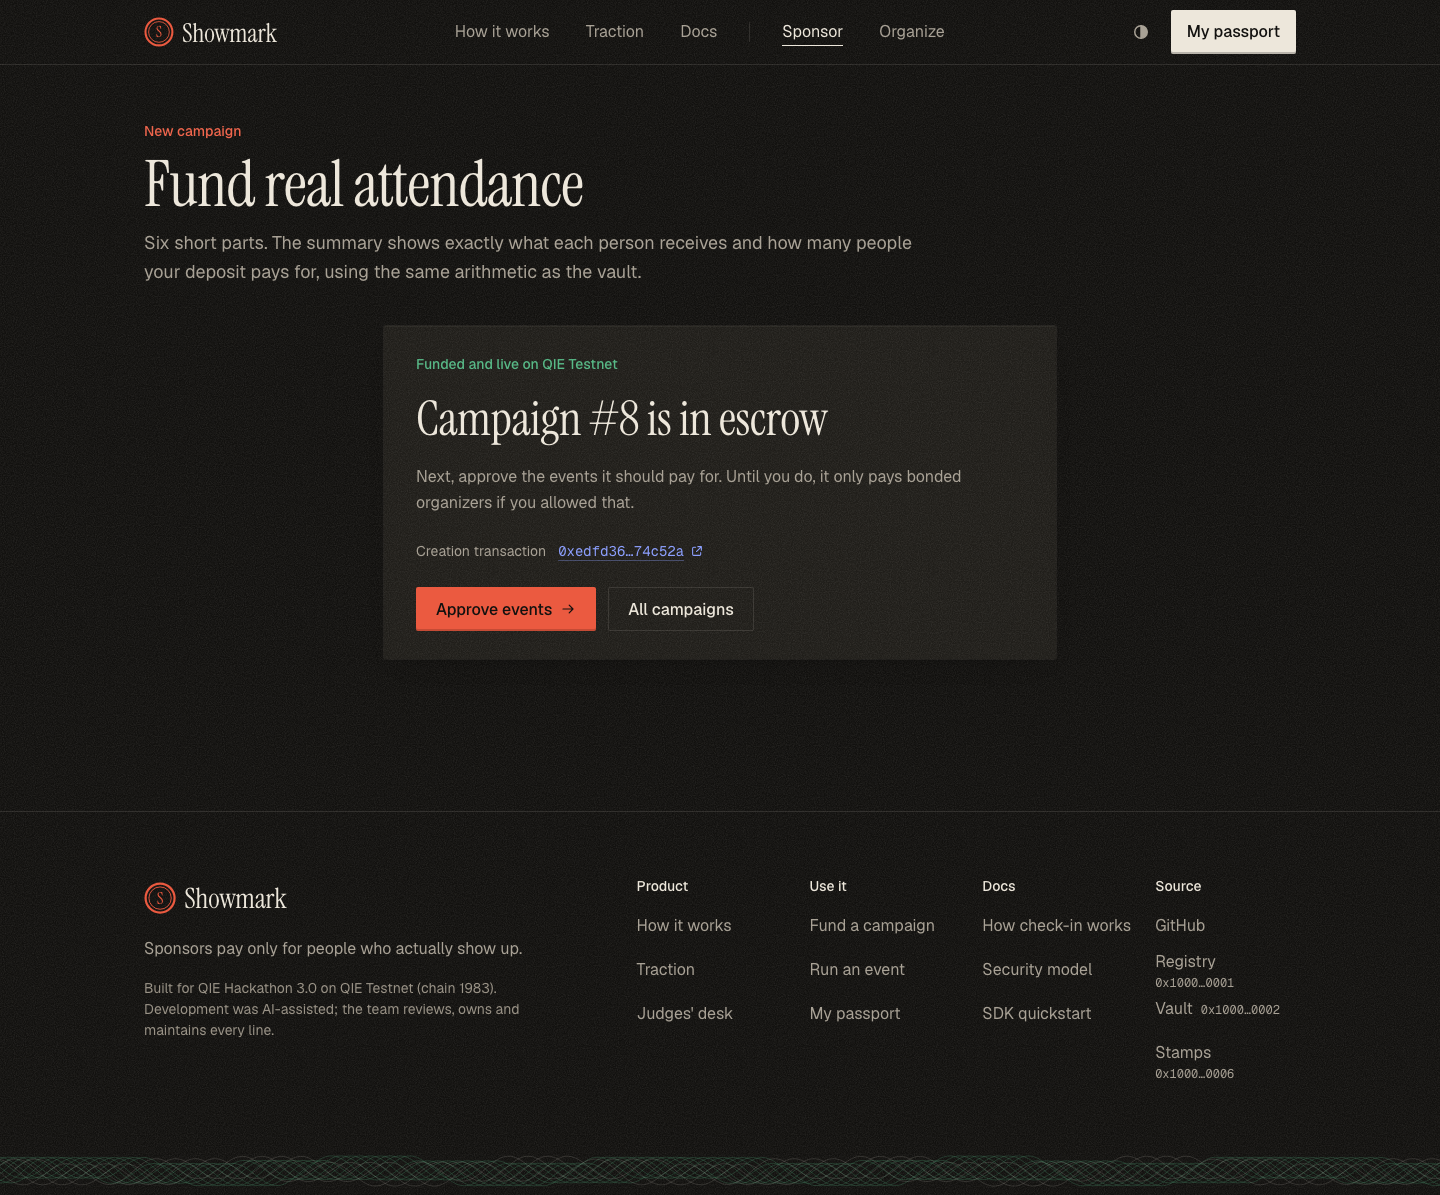 S Showmark
How it works Traction Docs Sponsor Organize
My passport
New campaign
Fund real attendance
Six short parts. The summary shows exactly what each person receives and how many people
your deposit pays for, using the same arithmetic as the vault.
Funded and live on QIE Testnet
Campaign #8 is in escrow
Next, approve the events it should pay for. Until you do, it only pays bonded
organizers if you allowed that.
Creation transaction 0xedfd36…74c52a
Approve events →
All campaigns
S Showmark
Sponsors pay only for people who actually show up.
Built for QIE Hackathon 3.0 on QIE Testnet (chain 1983).
Development was AI-assisted; the team reviews, owns and
maintains every line.
Product
How it works
Traction
Judges' desk
Use it
Fund a campaign
Run an event
My passport
Docs
How check-in works
Security model
SDK quickstart
Source
GitHub
Registry
0x1000…0001
Vault 0x1000…0002
Stamps
0x1000…0006